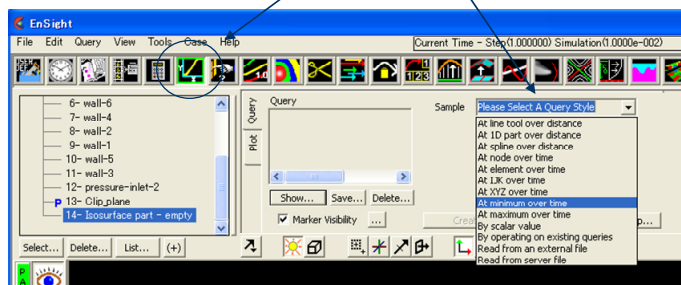 EnSight
File Edit Query View Tools Case Help
Current Time - Step(1.000000) Simulation(1.0000e-002)
1.0
123
6- wall-6
7- wall-4
8- wall-2
9- wall-1
10- wall-5
11- wall-3
12- pressure-inlet-2
P 13- Clip_plane
14- Isosurface part - empty
Select... Delete... List... (+)
Query
Plot
Query
Show... Save... Delete...
Marker Visibility ...
Sample Please Select A Query Style
At line tool over distance
At 1D part over distance
At spline over distance
At node over time
At element over time
At IJK over time
At XYZ over time
At minimum over time
At maximum over time
By scalar value
By operating on existing queries
Read from an external file
Read from server file
P
A